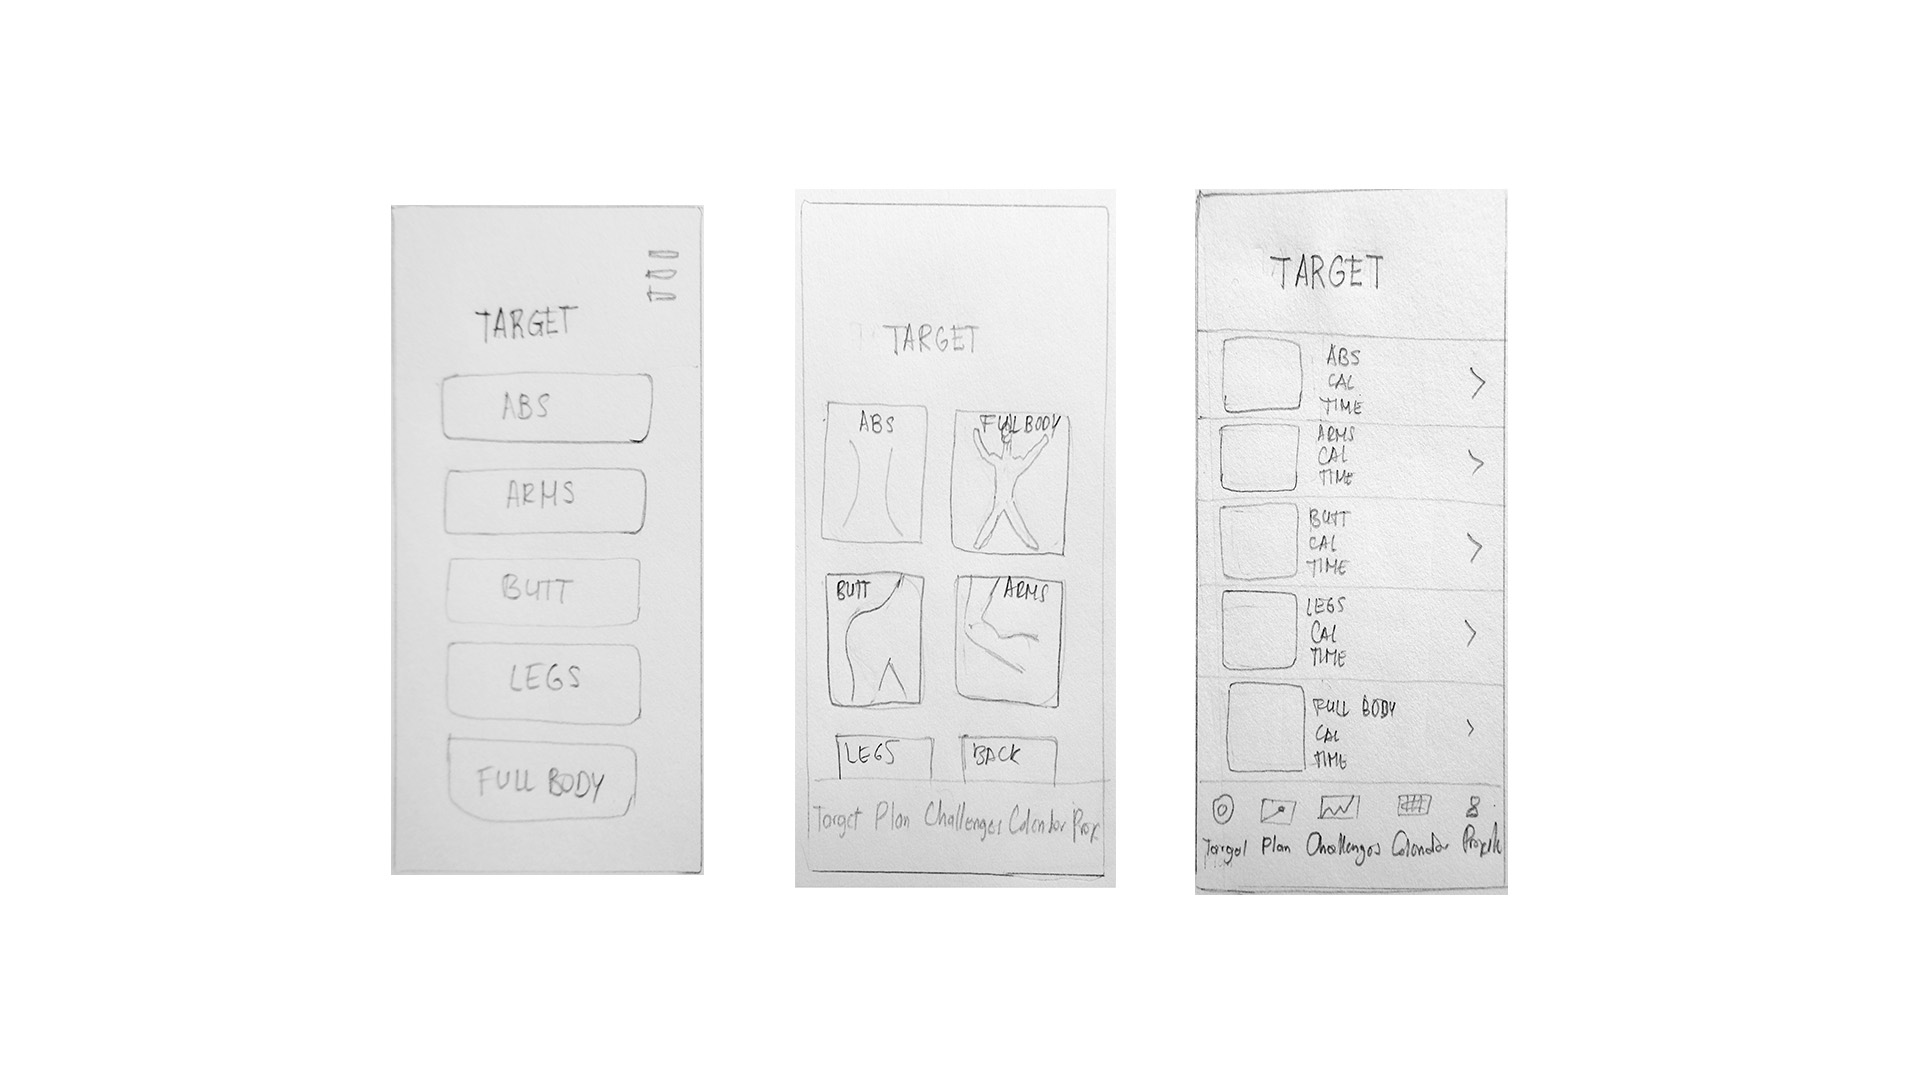 TARGET
ABS
ARMS
BUTT
LEGS
FULL BODY
TARGET
ABS
FULL BODY
BUTT
ARMS
LEGS
BACK
Target Plan Challenges Calendar Prof
TARGET
ABS
CAL
TIME
ARMS
CAL
TIME
BUTT
CAL
TIME
LEGS
CAL
TIME
FULL BODY
CAL
TIME
Target Plan Challenges Calendar Profile